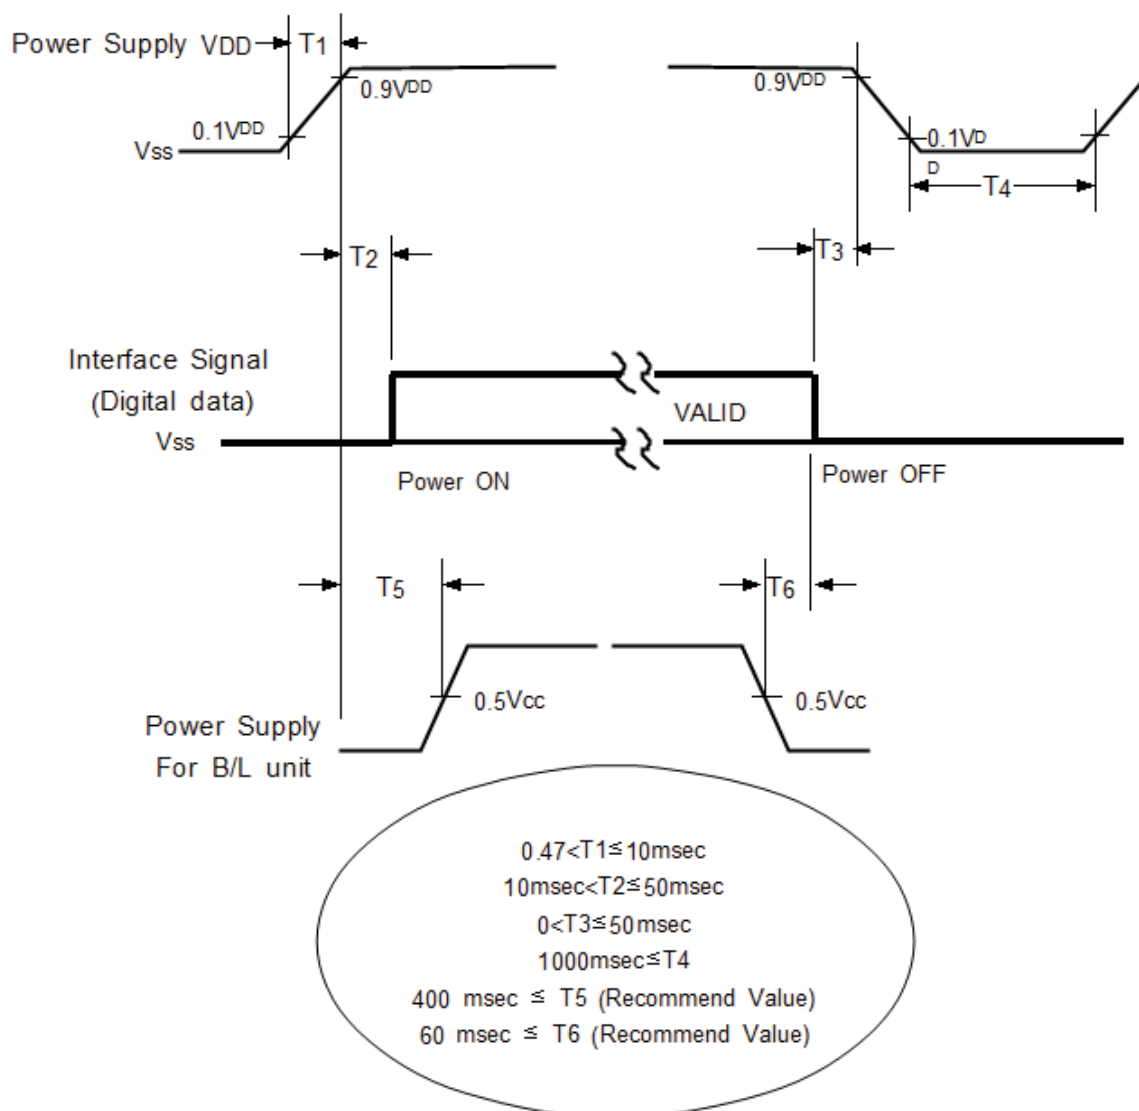 Power Supply VDD
T1
0.9VDD
0.9VDD
0.1VDD
Vss
0.1VD
D
T4
T2
T3
Interface Signal
(Digital data)
VALID
Vss
Power ON
Power OFF
T5
T6
0.5Vcc
0.5Vcc
Power Supply
For B/L unit
0.47<T1≤10msec
10msec<T2≤50msec
0<T3≤50msec
1000msec≤T4
400 msec ≤ T5 (Recommend Value)
60 msec ≤ T6 (Recommend Value)